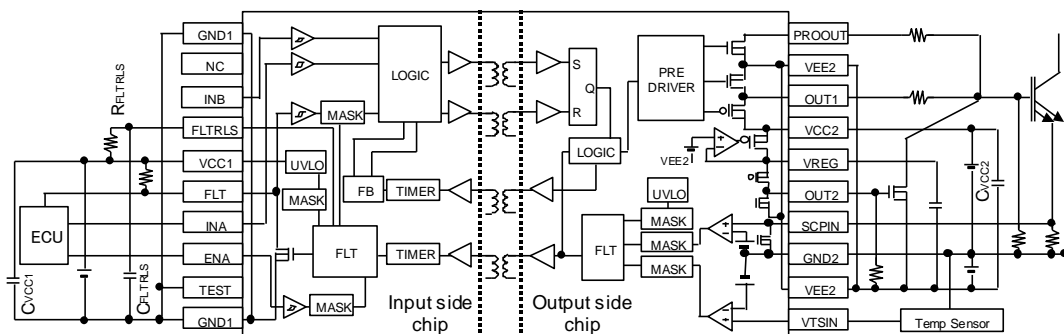 GND1
NC
INB
FLTRLS
VCC1
FLT
INA
ENA
TEST
GND1
RFLTRLS
ECU
CVCC1
CFLTRLS
LOGIC
MASK
UVLO
MASK
FB
TIMER
FLT
TIMER
MASK
Input side
chip
Output side
chip
S
Q
R
PRE
DRIVER
LOGIC
VEE2
+
-
UVLO
MASK
MASK
MASK
FLT
+
-
+
-
PROOUT
VEE2
OUT1
VCC2
VREG
OUT2
SCPIN
GND2
VEE2
VTSIN
CVCC2
Temp Sensor